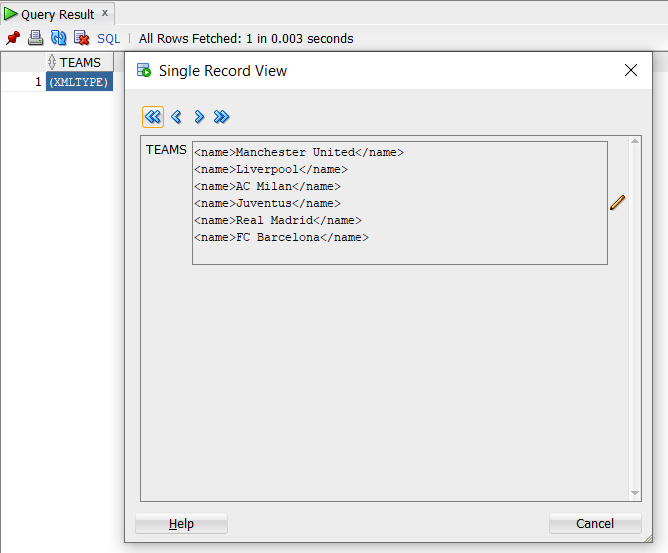 Query Result x
SQL | All Rows Fetched: 1 in 0.003 seconds
TEAMS
1 (XMLTYPE)
Single Record View
TEAMS
<name>Manchester United</name>
<name>Liverpool</name>
<name>AC Milan</name>
<name>Juventus</name>
<name>Real Madrid</name>
<name>FC Barcelona</name>
Help
Cancel